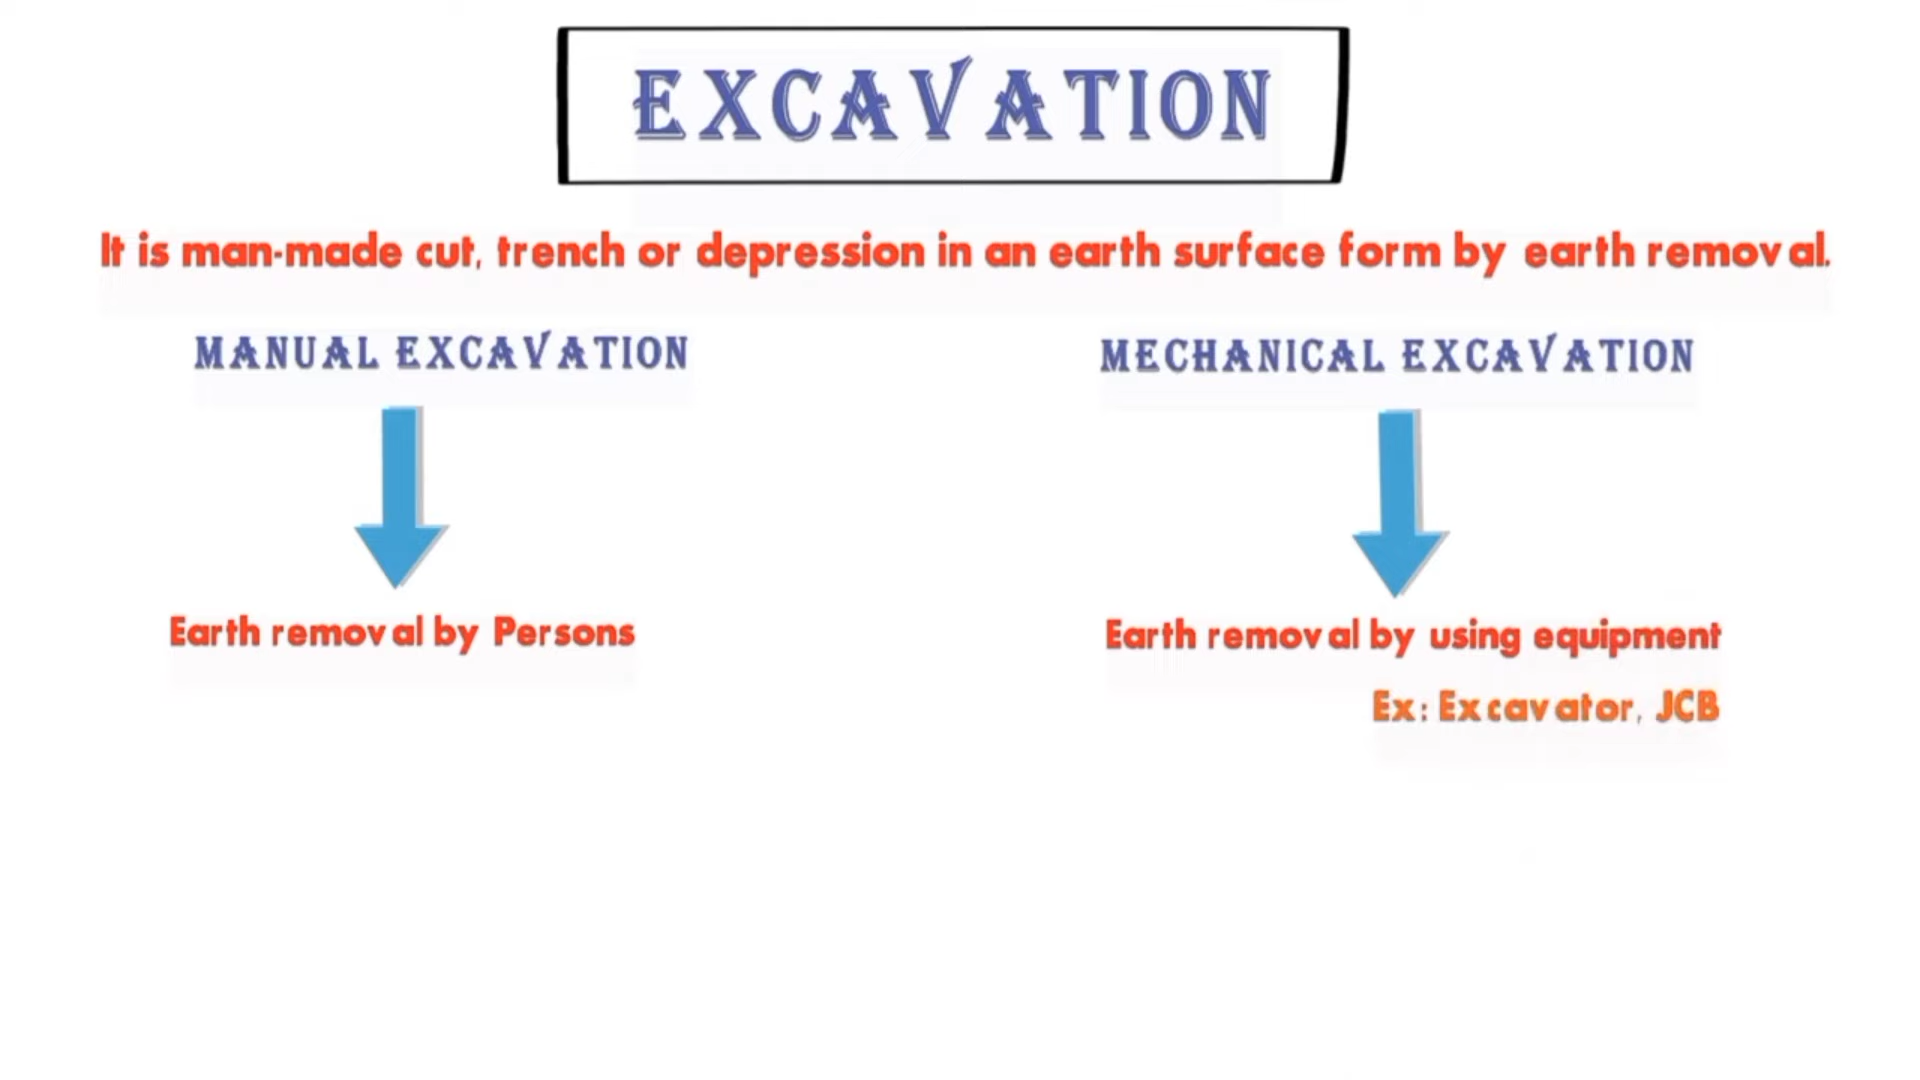 EXCAVATION
It is man-made cut, trench or depression in an earth surface form by earth removal.
MANUAL EXCAVATION
MECHANICAL EXCAVATION
Earth removal by Persons
Earth removal by using equipment
Ex: Excavator, JCB